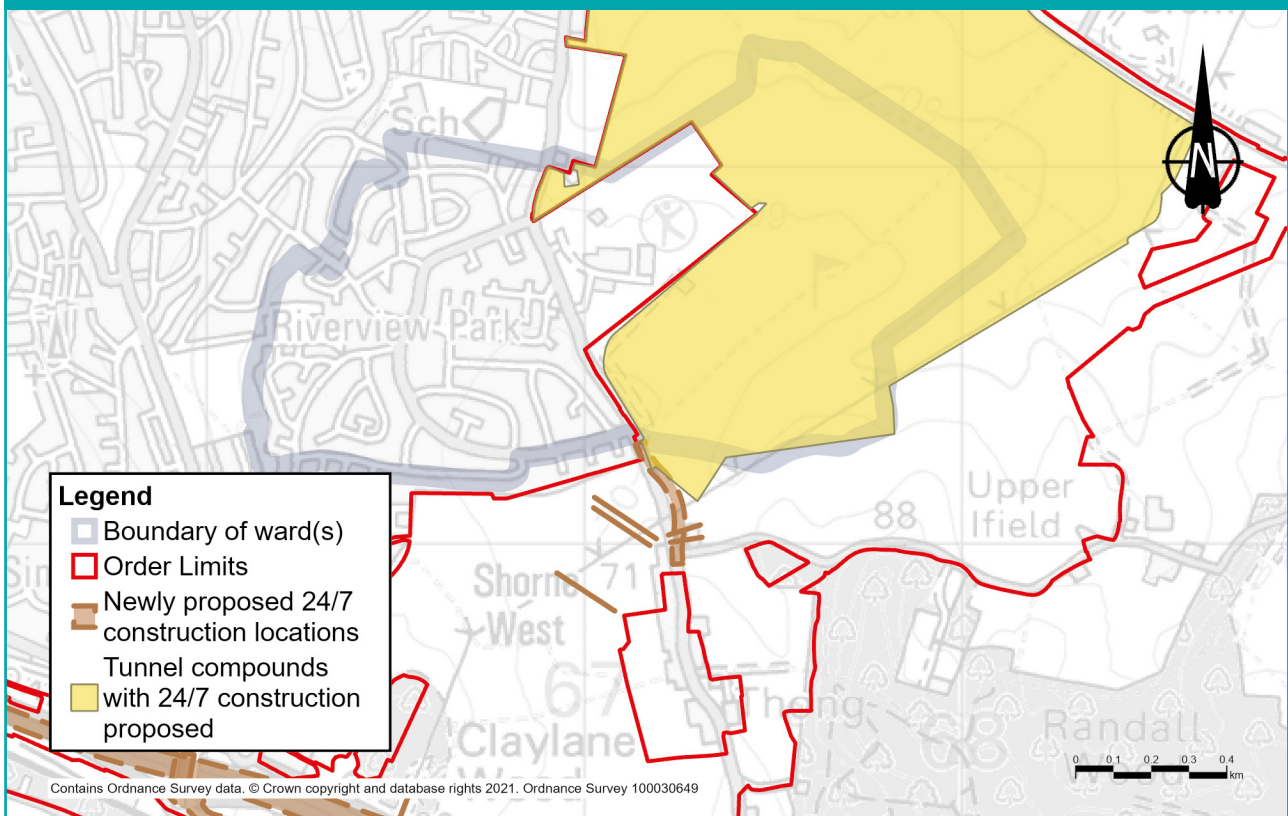 Sch
N
Riverview Park
Legend
Boundary of ward(s)
Order Limits
Newly proposed 24/7
construction locations
Tunnel compounds
with 24/7 construction
proposed
Upper
Ifield
88
Shorne
West
71
67
Thong
68
Claylane
Wood
Randall
0 0.1 0.2 0.3 0.4
km
Contains Ordnance Survey data. © Crown copyright and database rights 2021. Ordnance Survey 100030649